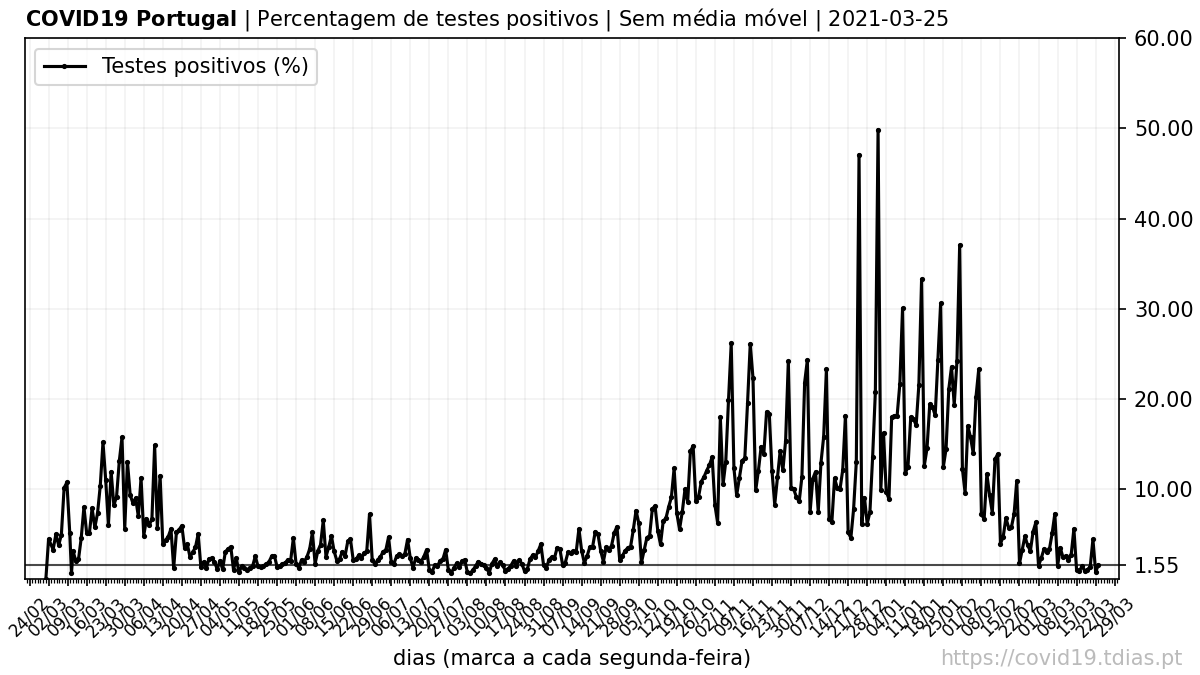 COVID19 Portugal | Percentagem de testes positivos | Sem média móvel | 2021-03-25
Testes positivos (%)
60.00
50.00
40.00
30.00
20.00
10.00
1.55
24/02 02/03 09/03 16/03 23/03 30/03 06/04 13/04 20/04 27/04 04/05 11/05 18/05 25/05 01/06 08/06 15/06 22/06 29/06 06/07 13/07 20/07 27/07 03/08 10/08 17/08 24/08 31/08 07/09 14/09 21/09 28/09 05/10 12/10 19/10 26/10 02/11 09/11 16/11 23/11 30/11 07/12 14/12 21/12 28/12 04/01 11/01 18/01 25/01 01/02 08/02 15/02 22/02 01/03 08/03 15/03 22/03 29/03
dias (marca a cada segunda-feira)
https://covid19.tdias.pt